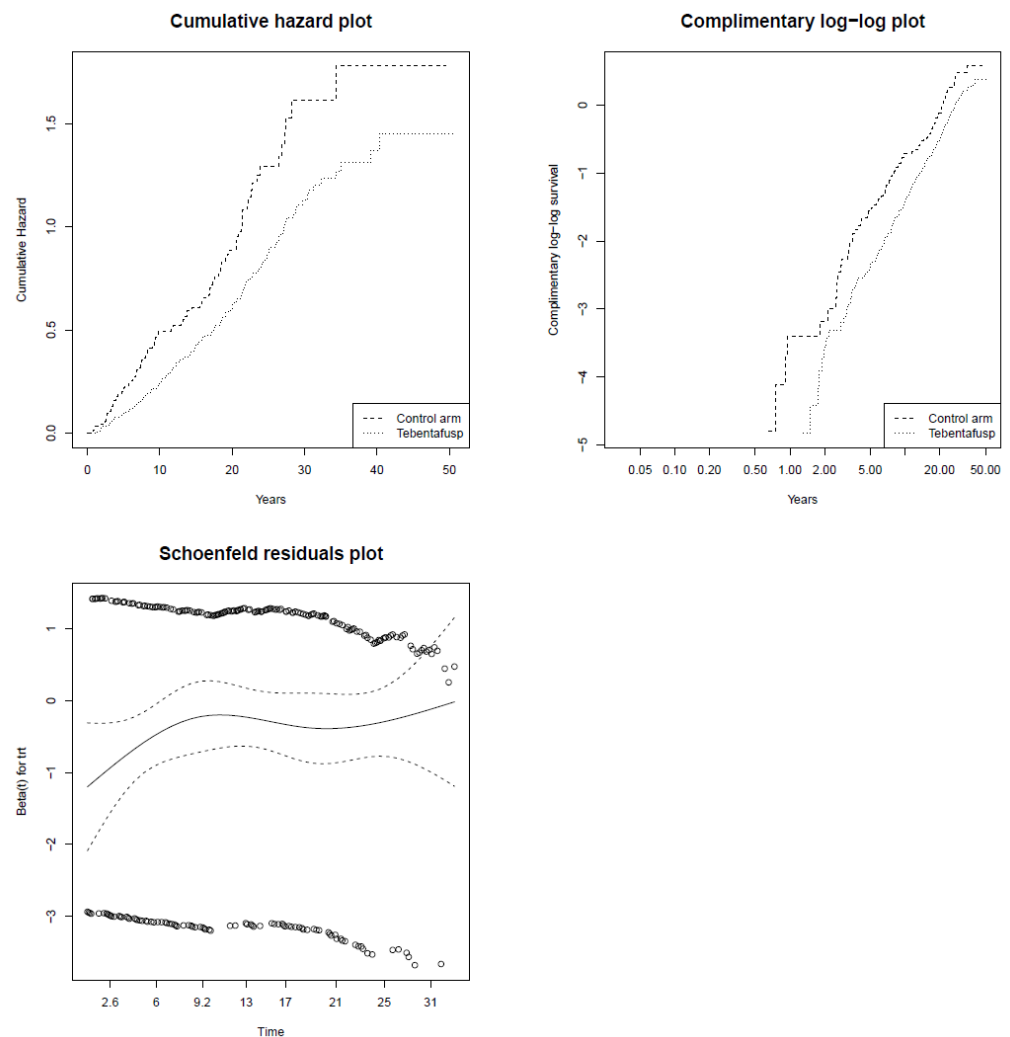 Cumulative hazard plot
Cumulative Hazard
0.0 0.5 1.0 1.5
Control arm
Tebentafusp
0 10 20 30 40 50
Years
Complimentary log−log plot
Complimentary log−log survival
−5 −4 −3 −2 −1 0
Control arm
Tebentafusp
0.05 0.10 0.20 0.50 1.00 2.00 5.00 20.00 50.00
Years
Schoenfeld residuals plot
Beta(t) for trt
−3 −2 −1 0 1
2.6 6 9.2 13 17 21 25 31
Time